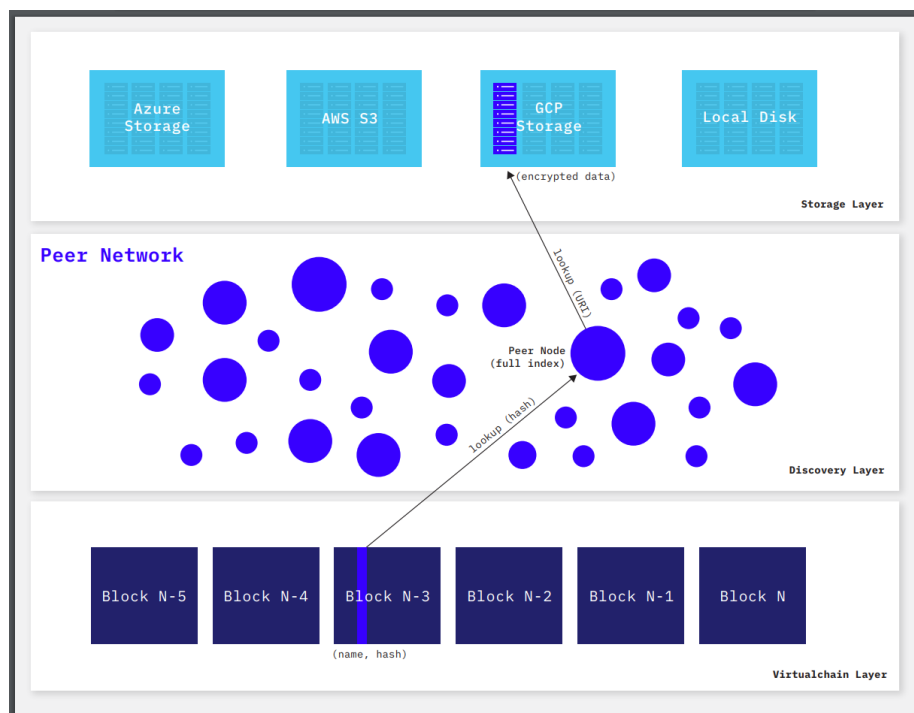 Azure
Storage
AWS S3
GCP
Storage
Local Disk
(encrypted data)
Storage Layer
Peer Network
lookup (URI)
Peer Node
(full index)
lookup (hash)
Discovery Layer
Block N-5
Block N-4
Block N-3
Block N-2
Block N-1
Block N
(name, hash)
Virtualchain Layer